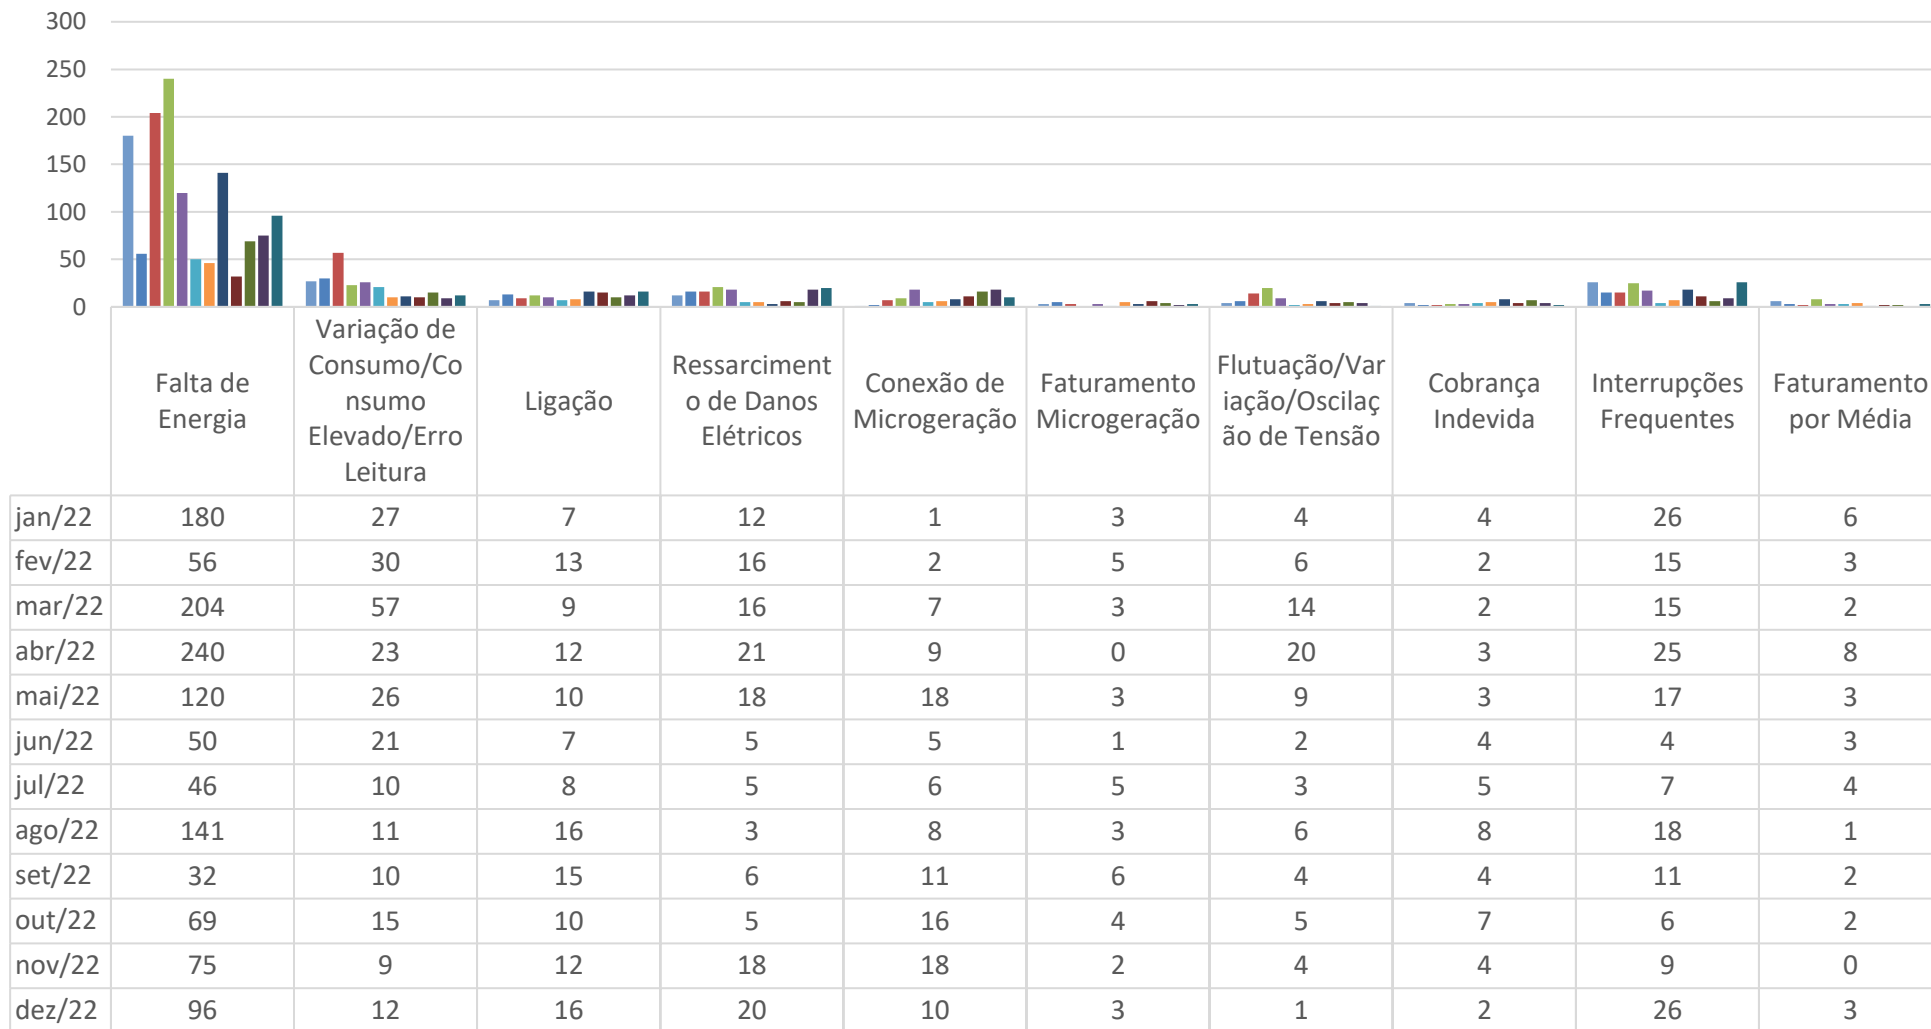 300
250
200
150
100
50
0
Falta de
Energia
Variação de
Consumo/Co
nsumo
Elevado/Erro
Leitura
Ligação
Ressarciment
o de Danos
Elétricos
Conexão de
Microgeração
Faturamento
Microgeração
Flutuação/Var
iação/Oscilaç
ão de Tensão
Cobrança
Indevida
Interrupções
Frequentes
Faturamento
por Média
jan/22 180 27 7 12 1 3 4 4 26 6
fev/22 56 30 13 16 2 5 6 2 15 3
mar/22 204 57 9 16 7 3 14 2 15 2
abr/22 240 23 12 21 9 0 20 3 25 8
mai/22 120 26 10 18 18 3 9 3 17 3
jun/22 50 21 7 5 5 1 2 4 4 3
jul/22 46 10 8 5 6 5 3 5 7 4
ago/22 141 11 16 3 8 3 6 8 18 1
set/22 32 10 15 6 11 6 4 4 11 2
out/22 69 15 10 5 16 4 5 7 6 2
nov/22 75 9 12 18 18 2 4 4 9 0
dez/22 96 12 16 20 10 3 1 2 26 3